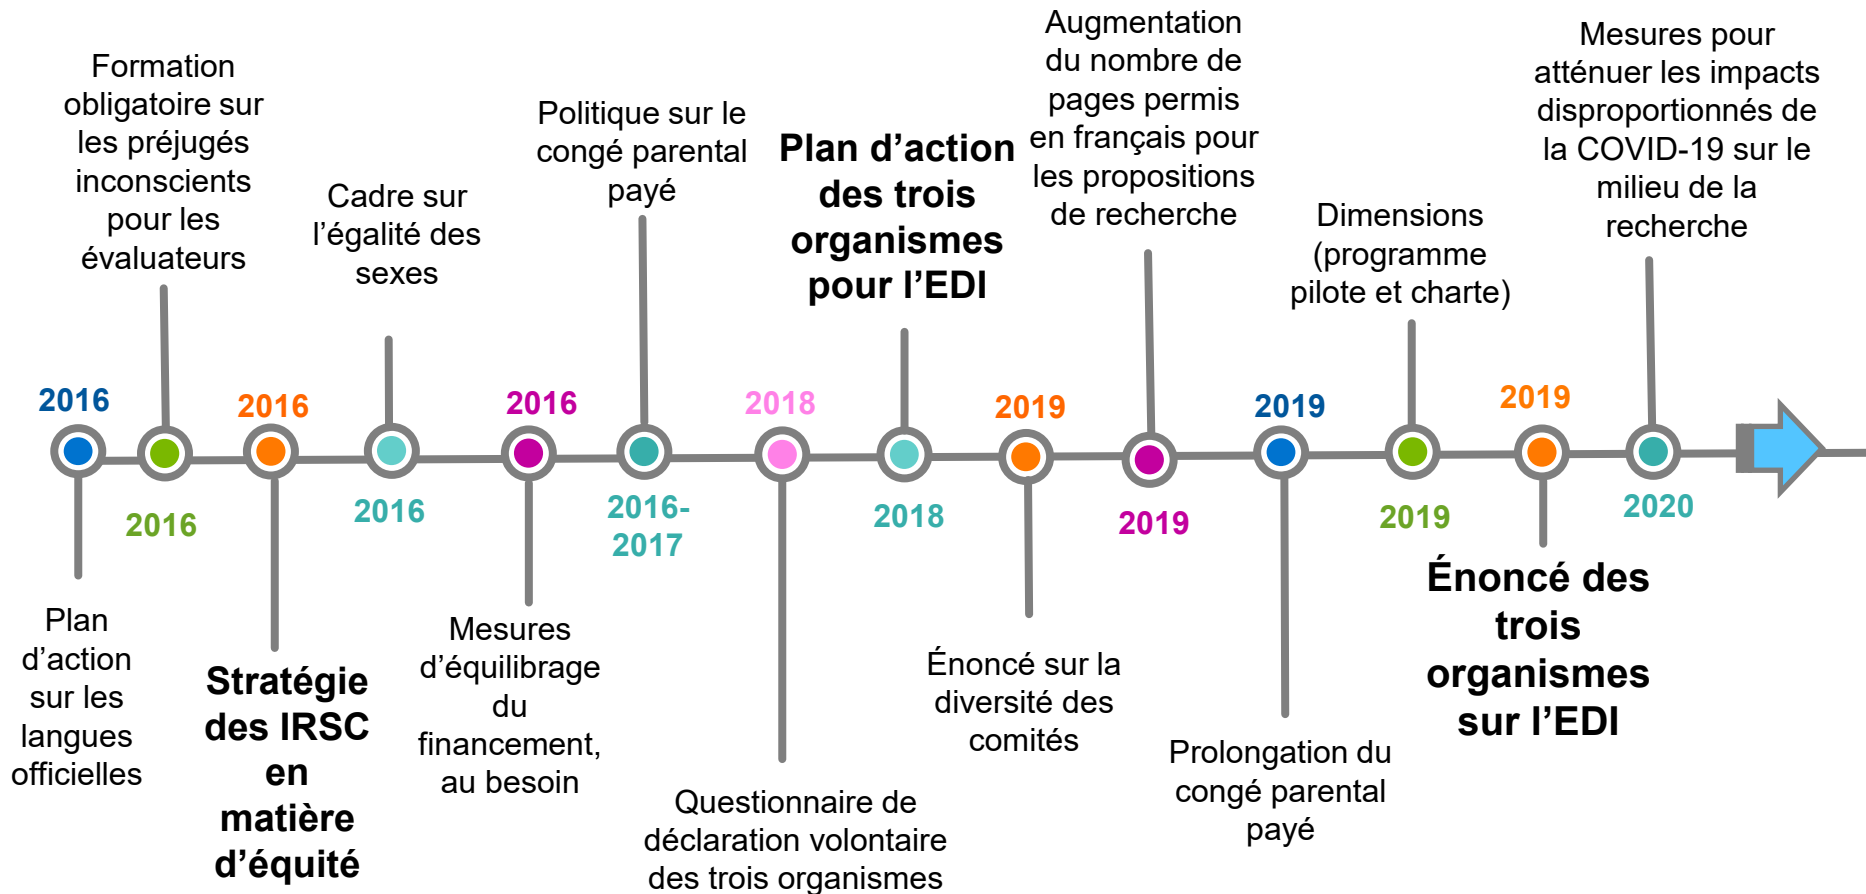 2016
Plan
d’action
sur les
langues
officielles
Formation
obligatoire sur
les préjugés
inconscients
pour les
évaluateurs
2016
2016
Stratégie
des IRSC
en
matière
d’équité
Cadre sur
l’égalité des
sexes
2016
2016
Mesures
d’équilibrage
du
financement,
au besoin
Politique sur le
congé parental
payé
2016-
2017
2018
Questionnaire de
déclaration volontaire
des trois organismes
Plan d’action
des trois
organismes
pour l’EDI
2018
2019
Énoncé sur la
diversité des
comités
Augmentation
du nombre de
pages permis
en français pour
les propositions
de recherche
2019
2019
Prolongation du
congé parental
payé
Dimensions
(programme
pilote et charte)
2019
2019
Énoncé des
trois
organismes
sur l’EDI
Mesures pour
atténuer les impacts
disproportionnés de
la COVID-19 sur le
milieu de la
recherche
2020